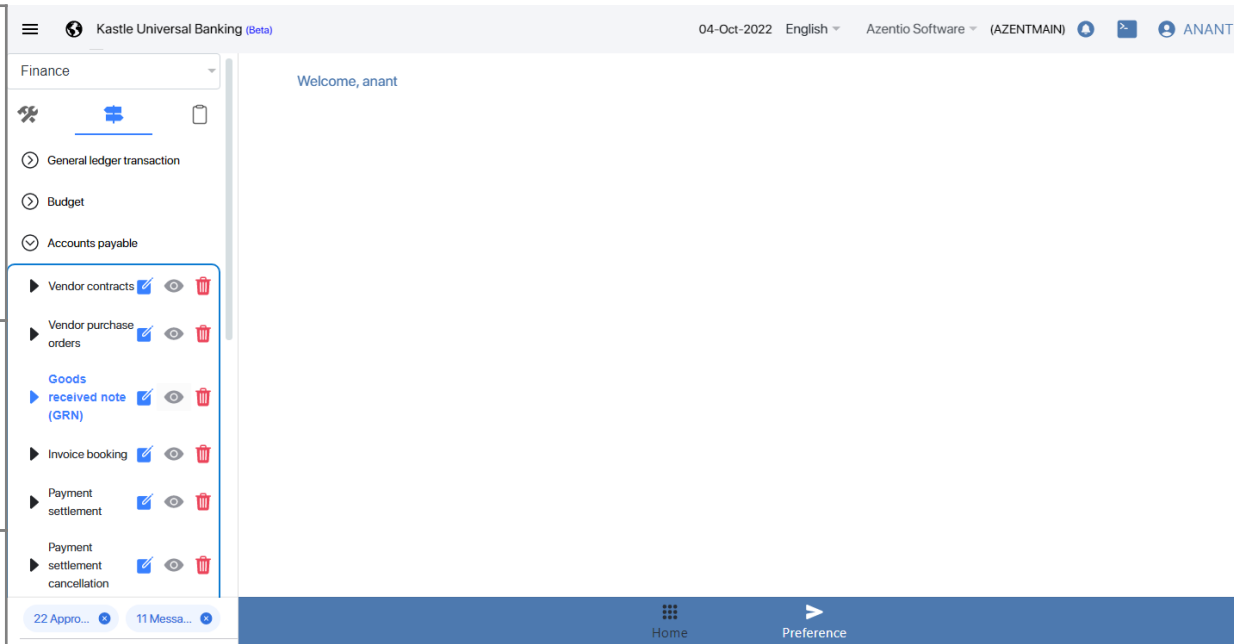 Kastle Universal Banking (Beta)
04-Oct-2022 English Azentio Software (AZENTMAIN) ANANT
Finance
Welcome, anant
General ledger transaction
Budget
Accounts payable
Vendor contracts
Vendor purchase
orders
Goods
received note
(GRN)
Invoice booking
Payment
settlement
Payment
settlement
cancellation
22 Appro... 11 Messa...
Home Preference